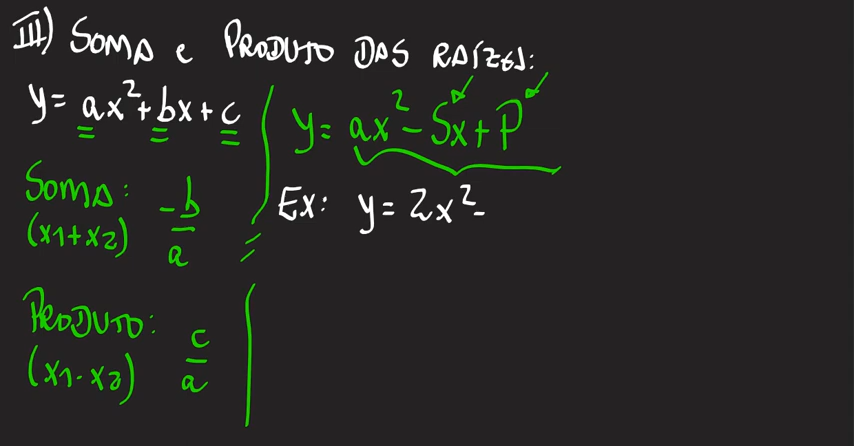 III) SOMA e PRODUTO DAS RAÍZES:
y = ax² + bx + c
y = ax² - Sx + P
SOMA:
(x1 + x2) -b/a
Ex: y = 2x² -
PRODUTO:
(x1 · x2) c/a